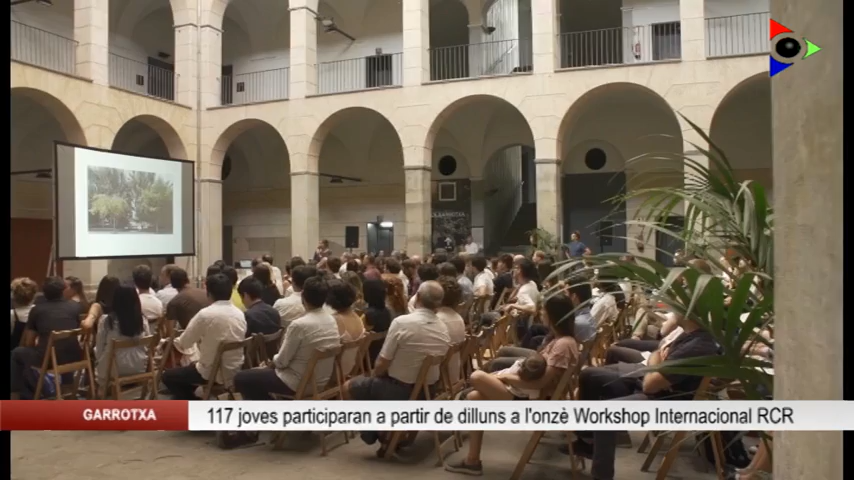 GARROTXA
117 joves participaran a partir de dilluns a l'onzè Workshop Internacional RCR